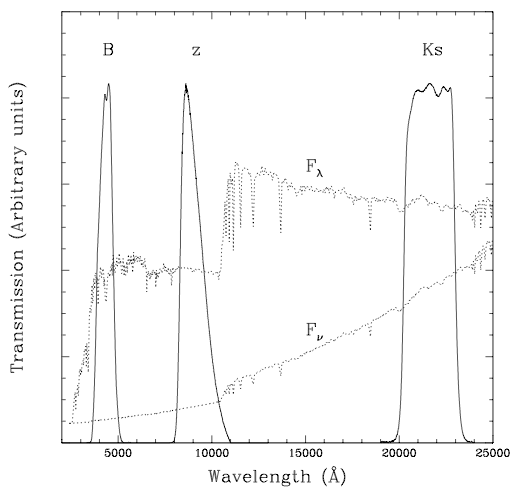 B z Ks
F_λ
F_ν
Transmission (Arbitrary units)
5000 10000 15000 20000 25000
Wavelength (Å)